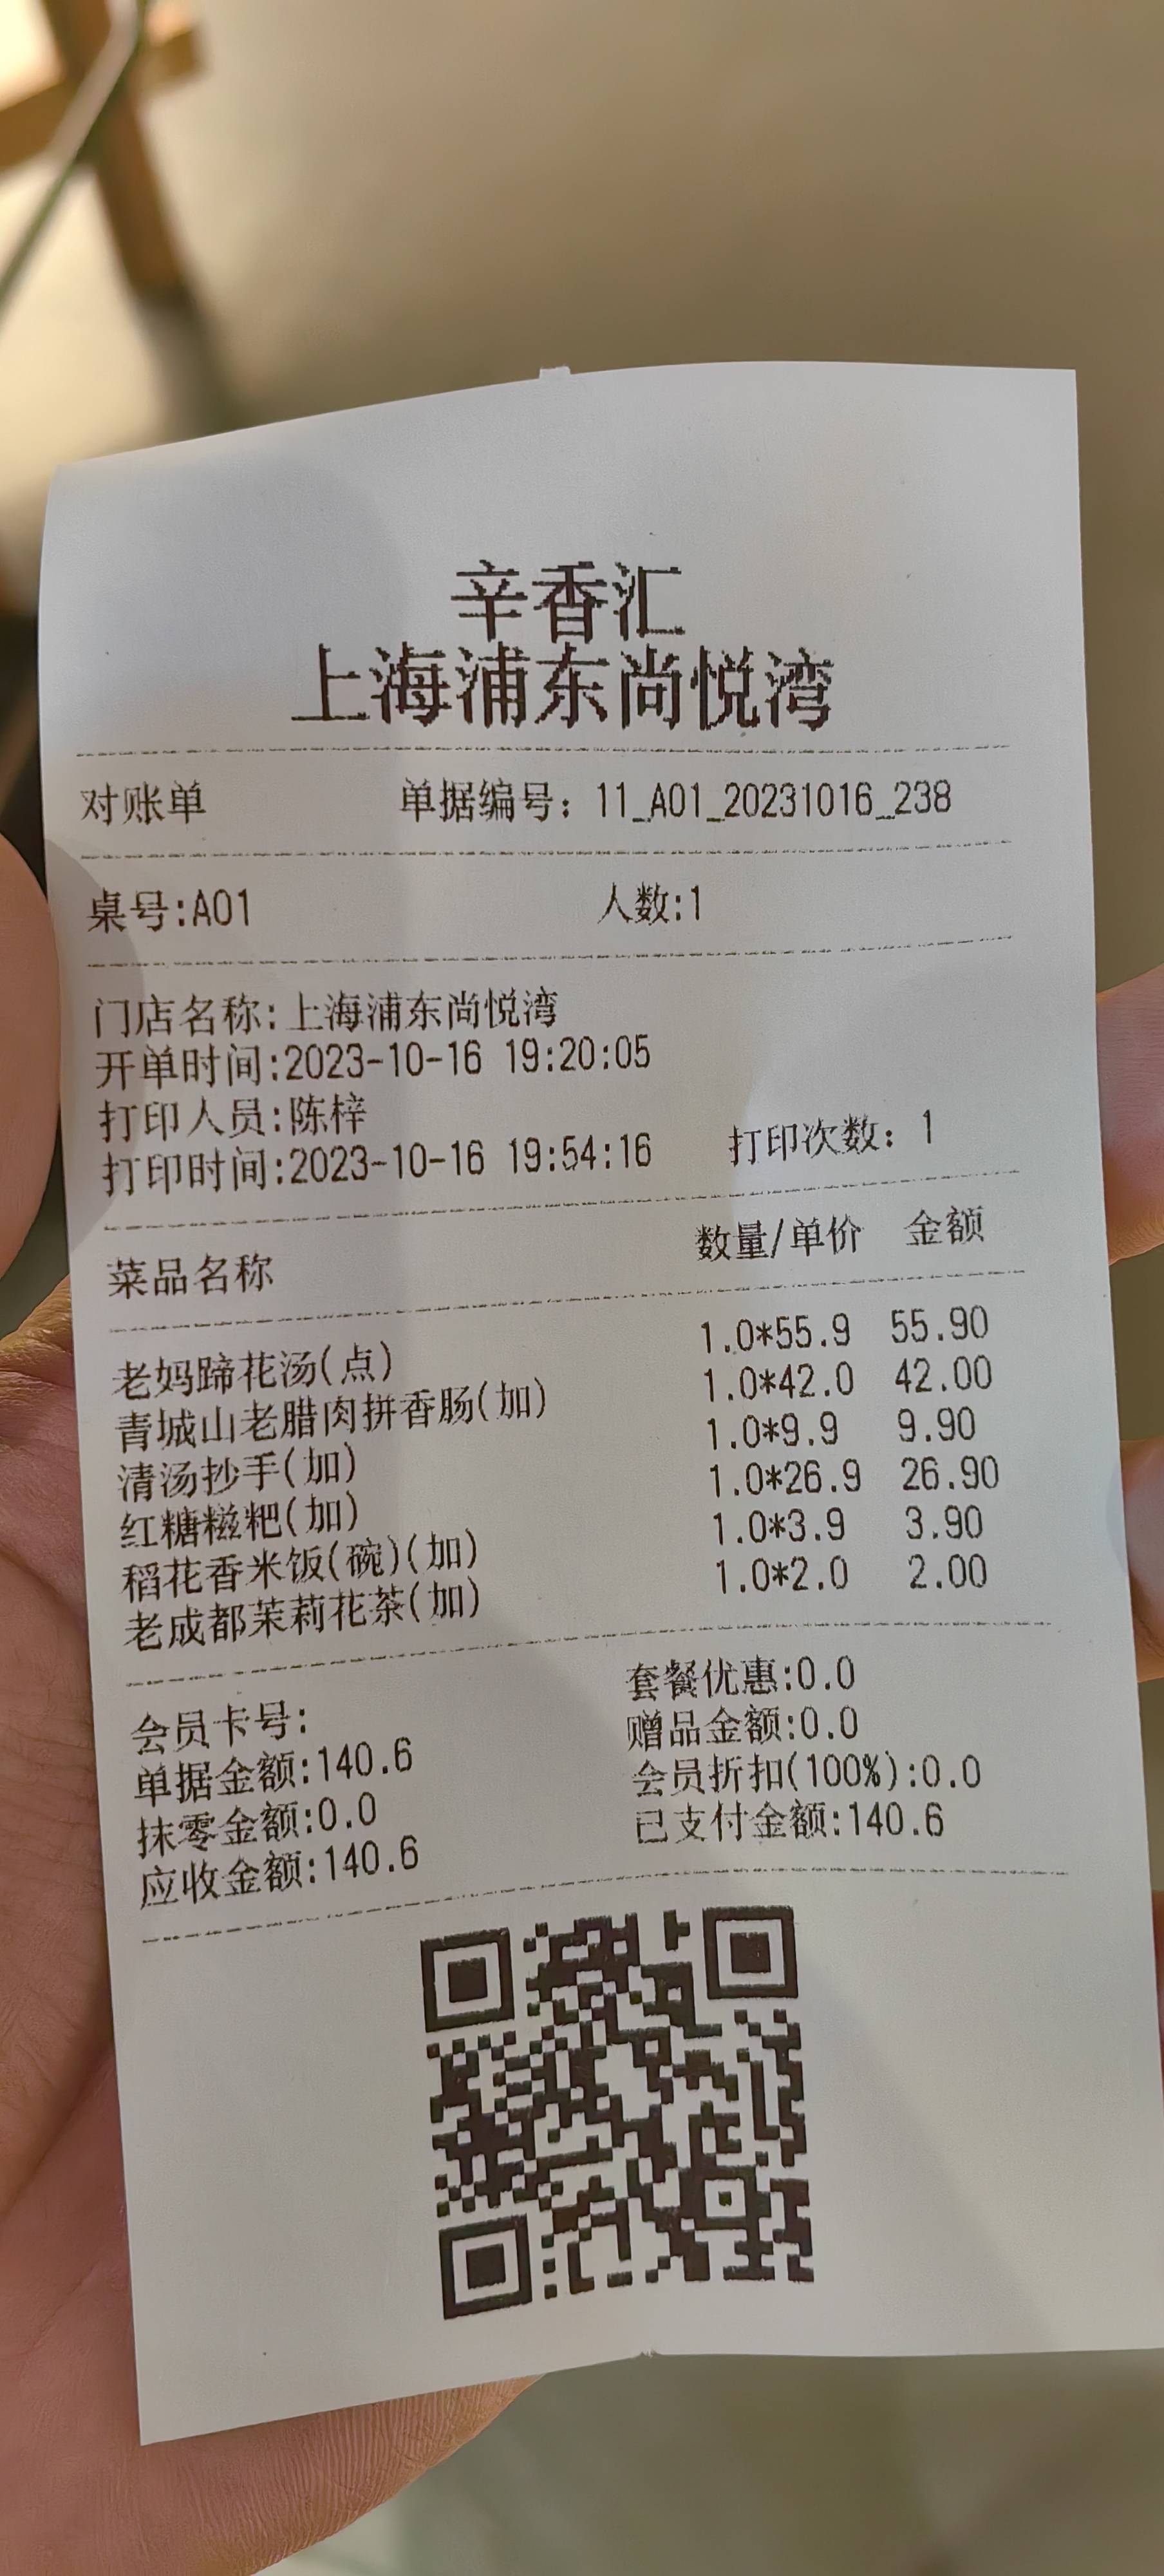 辛香汇
上海浦东尚悦湾
对账单 单据编号：11_A01_20231016_238
桌号:A01 人数:1
门店名称:上海浦东尚悦湾
开单时间:2023-10-16 19:20:05
打印人员:陈梓
打印时间:2023-10-16 19:54:16 打印次数：1
菜品名称 数量/单价 金额
老妈蹄花汤(点) 1.0*55.9 55.90
青城山老腊肉拼香肠(加) 1.0*42.0 42.00
清汤抄手(加) 1.0*9.9 9.90
红糖糍粑(加) 1.0*26.9 26.90
稻花香米饭(碗)(加) 1.0*3.9 3.90
老成都茉莉花茶(加) 1.0*2.0 2.00
会员卡号: 套餐优惠:0.0
单据金额:140.6 赠品金额:0.0
抹零金额:0.0 会员折扣(100%):0.0
应收金额:140.6 已支付金额:140.6